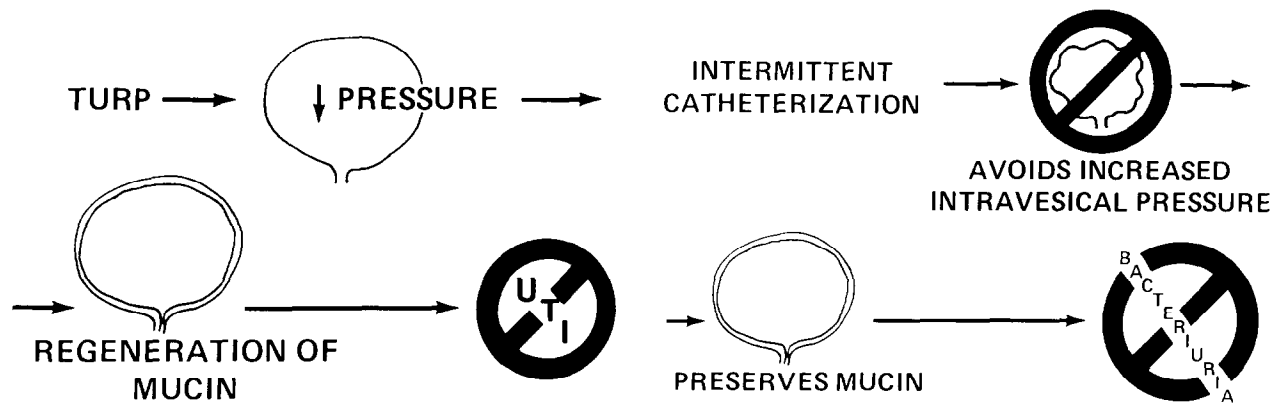 TURP
PRESSURE
REGENERATION OF
MUCIN
UTI
INTERMITTENT
CATHETERIZATION
AVOIDS INCREASED
INTRAVESICAL PRESSURE
PRESERVES MUCIN
BACTERIURIA